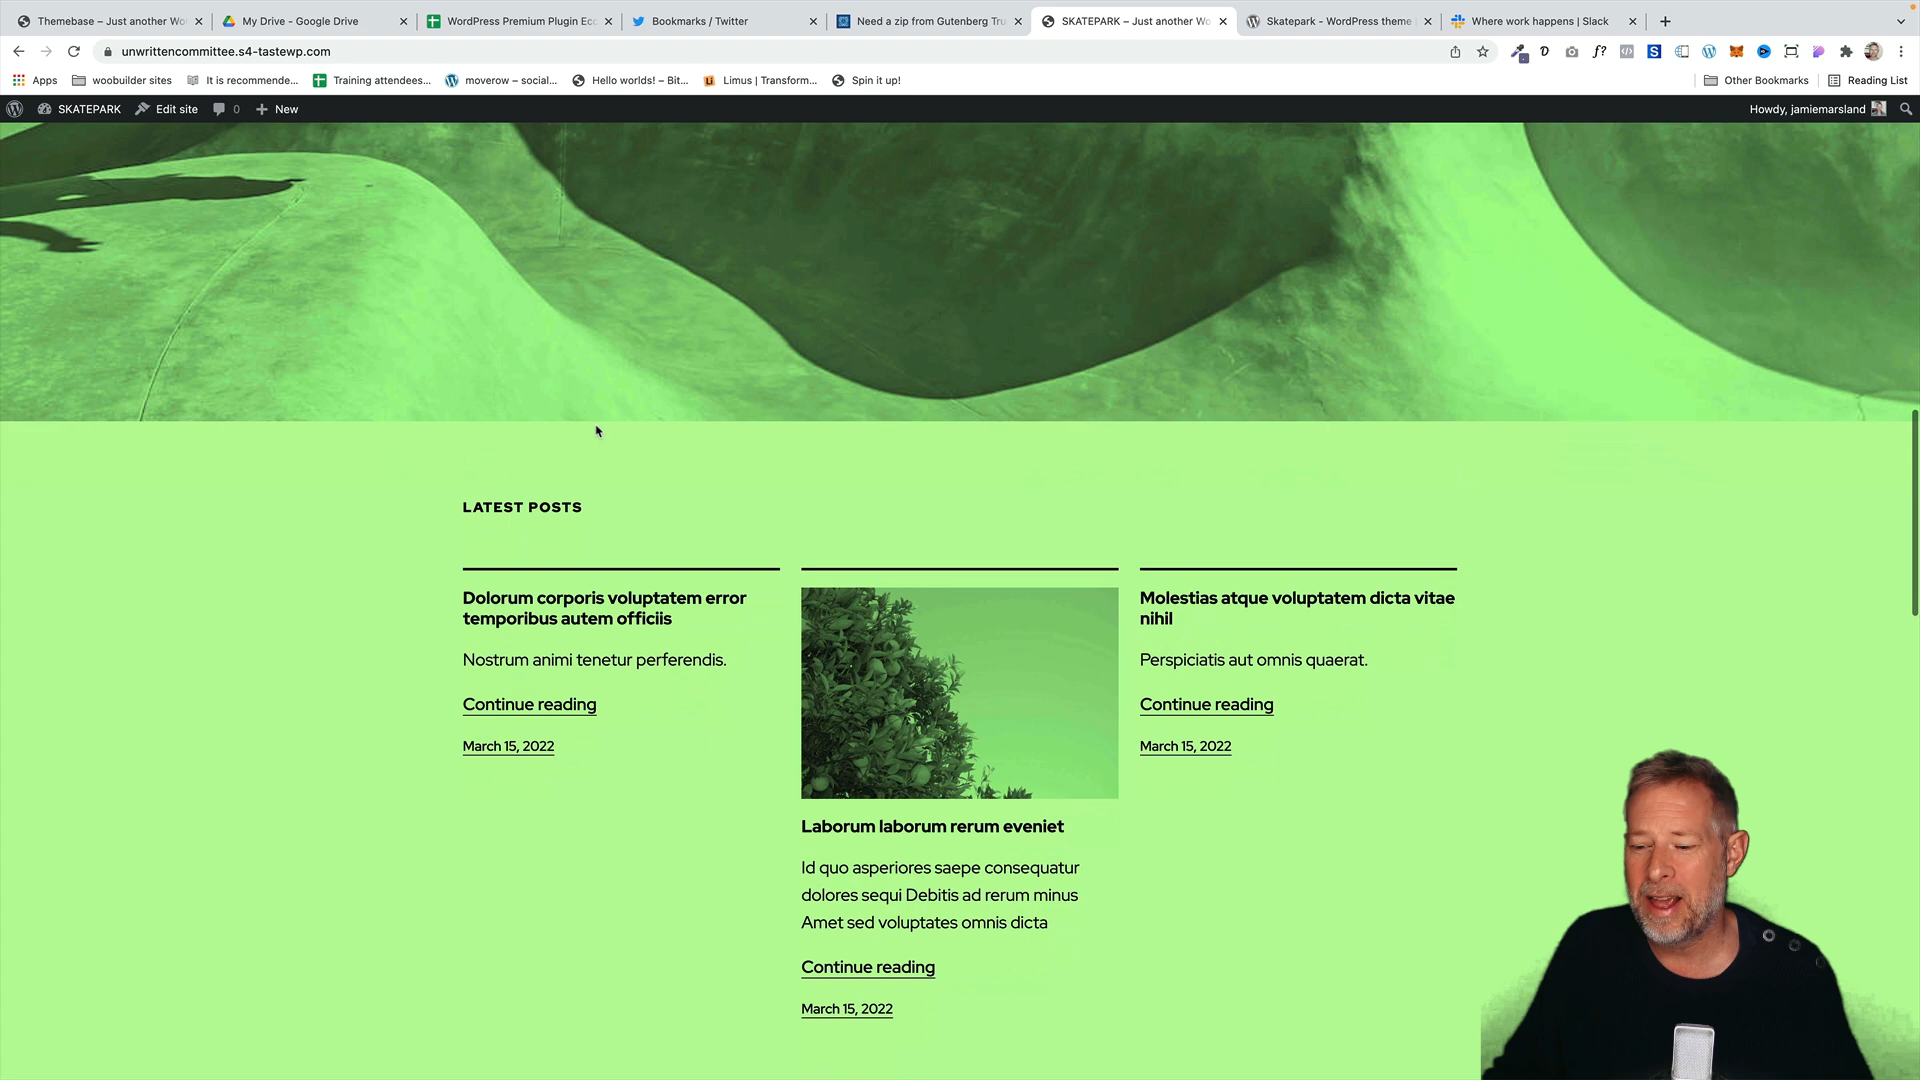 Themebase – Just another Wo
My Drive - Google Drive
WordPress Premium Plugin Eco
Bookmarks / Twitter
Need a zip from Gutenberg Tru
SKATEPARK – Just another Wo
Skatepark - WordPress theme
Where work happens | Slack
unwrittencommittee.s4-tastewp.com
Apps
woobuilder sites
It is recommende...
Training attendees...
moverow – social...
Hello worlds! – Bit...
Limus | Transform...
Spin it up!
Other Bookmarks
Reading List
SKATEPARK
Edit site
0
New
Howdy, jamiemarsland
LATEST POSTS
Dolorum corporis voluptatem error
temporibus autem officiis
Nostrum animi tenetur perferendis.
Continue reading
March 15, 2022
Laborum laborum rerum eveniet
Id quo asperiores saepe consequatur
dolores sequi Debitis ad rerum minus
Amet sed voluptates omnis dicta
Continue reading
March 15, 2022
Molestias atque voluptatem dicta vitae
nihil
Perspiciatis aut omnis quaerat.
Continue reading
March 15, 2022